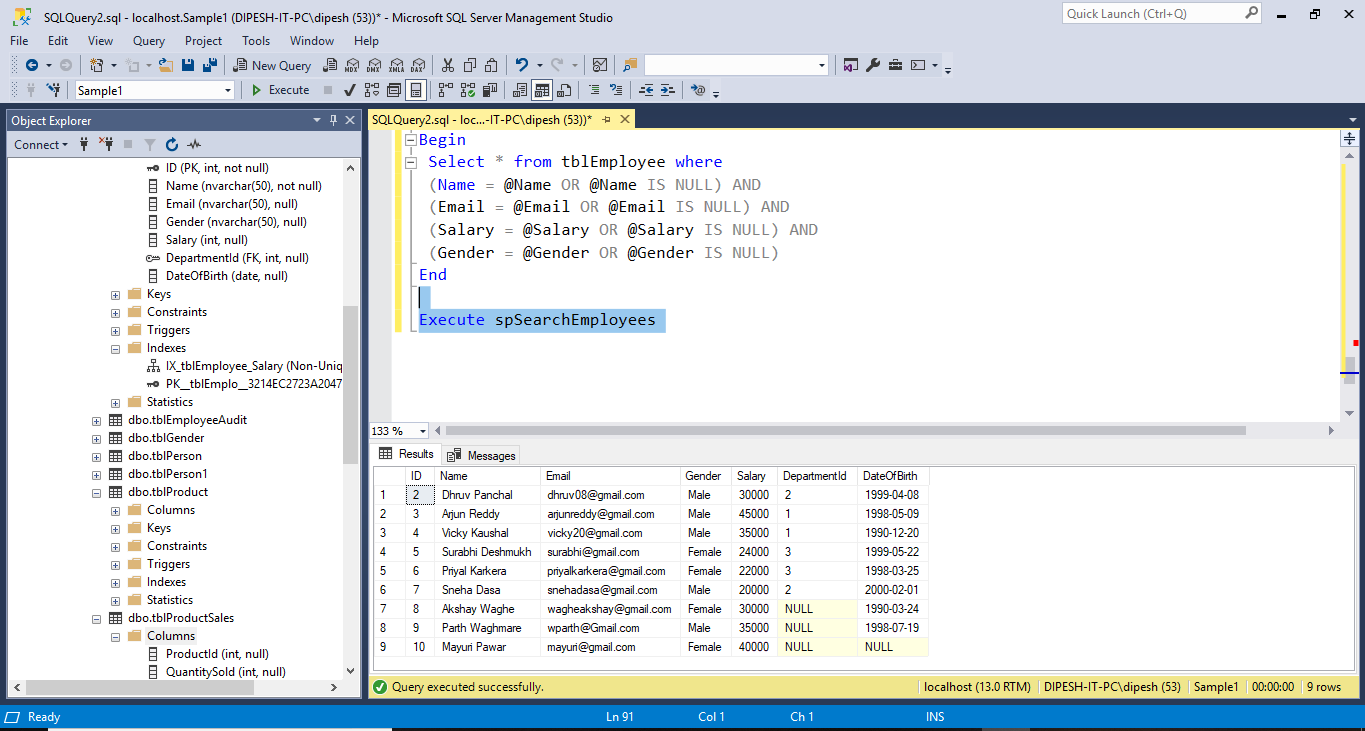 SQLQuery2.sql - localhost.Sample1 (DIPESH-IT-PC\dipesh (53))* - Microsoft SQL Server Management Studio
Quick Launch (Ctrl+Q)
File Edit View Query Project Tools Window Help
New Query MDX DMX XMLA DAX
Sample1 Execute
Object Explorer
Connect
ID (PK, int, not null)
Name (nvarchar(50), not null)
Email (nvarchar(50), null)
Gender (nvarchar(50), null)
Salary (int, null)
DepartmentId (FK, int, null)
DateOfBirth (date, null)
Keys
Constraints
Triggers
Indexes
IX_tblEmployee_Salary (Non-Uniq
PK__tblEmplo__3214EC2723A2047
Statistics
dbo.tblEmployeeAudit
dbo.tblGender
dbo.tblPerson
dbo.tblPerson1
dbo.tblProduct
Columns
Keys
Constraints
Triggers
Indexes
Statistics
dbo.tblProductSales
Columns
ProductId (int, null)
QuantitySold (int, null)
SQLQuery2.sql - loc...-IT-PC\dipesh (53))*
Begin
Select * from tblEmployee where
(Name = @Name OR @Name IS NULL) AND
(Email = @Email OR @Email IS NULL) AND
(Salary = @Salary OR @Salary IS NULL) AND
(Gender = @Gender OR @Gender IS NULL)
End
Execute spSearchEmployees
133 %
Results Messages
ID Name Email Gender Salary DepartmentId DateOfBirth
1 2 Dhruv Panchal dhruv08@gmail.com Male 30000 2 1999-04-08
2 3 Arjun Reddy arjunreddy@gmail.com Male 45000 1 1998-05-09
3 4 Vicky Kaushal vicky20@gmail.com Male 35000 1 1990-12-20
4 5 Surabhi Deshmukh surabhi@gmail.com Female 24000 3 1999-05-22
5 6 Priyal Karkera priyalkarkera@gmail.com Female 22000 3 1998-03-25
6 7 Sneha Dasa snehadasa@gmail.com Male 20000 2 2000-02-01
7 8 Akshay Waghe wagheakshay@gmail.com Female 30000 NULL 1990-03-24
8 9 Parth Waghmare wparth@Gmail.com Male 35000 NULL 1998-07-19
9 10 Mayuri Pawar mayuri@gmail.com Female 40000 NULL NULL
Query executed successfully. localhost (13.0 RTM) DIPESH-IT-PC\dipesh (53) Sample1 00:00:00 9 rows
Ready Ln 91 Col 1 Ch 1 INS